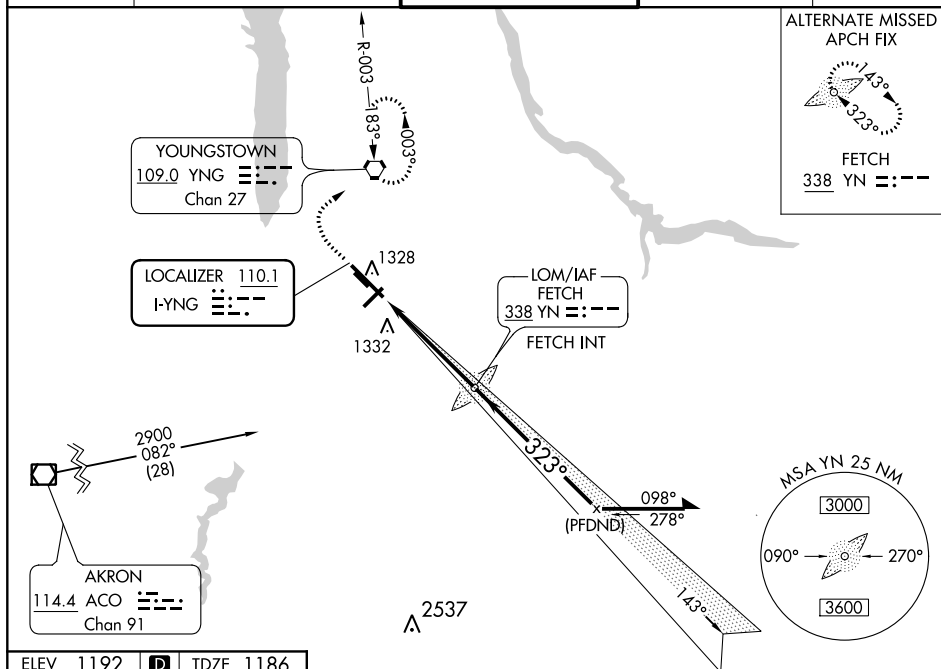 ALTERNATE MISSED
APCH FIX
143°
323°
FETCH
338 YN
R-003
183°
003°
YOUNGSTOWN
109.0 YNG
Chan 27
LOCALIZER 110.1
I-YNG
1328
1332
LOM/IAF
FETCH
338 YN
FETCH INT
2900
082°
(28)
323°
098°
278°
(PFDND)
143°
AKRON
114.4 ACO
Chan 91
2537
MSA YN 25 NM
3000
090°
270°
3600
ELEV 1192 D TDZE 1186